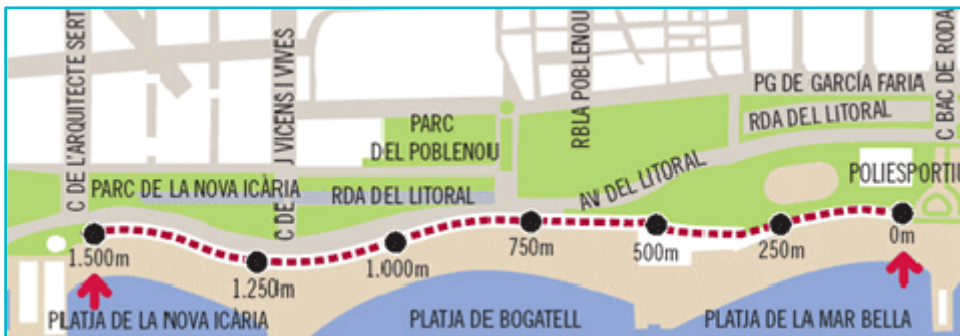 C DE L'ARQUITECTE SERT
C DE J VICENS I VIVES
RBLA POBLENOU
C BAC DE RODA
PG DE GARCÍA FARIA
RDA DEL LITORAL
PARC
DEL POBLENOU
POLIESPORTIU
PARC DE LA NOVA ICÀRIA
RDA DEL LITORAL
AV DEL LITORAL
1.500m
1.250m
1.000m
750m
500m
250m
0m
PLATJA DE LA NOVA ICÀRIA
PLATJA DE BOGATELL
PLATJA DE LA MAR BELLA